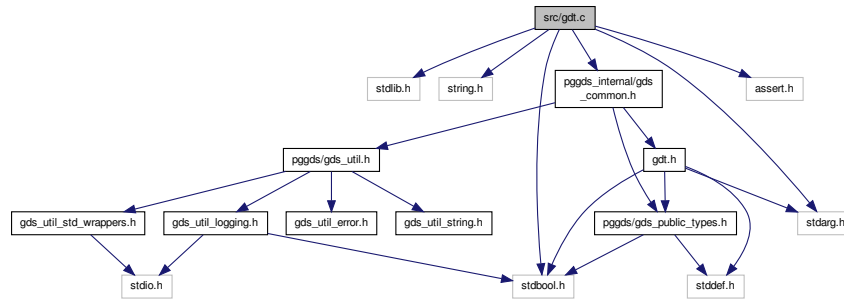 src/gdt.c
stdlib.h
string.h
pggds_internal/gds
_common.h
assert.h
pggds/gds_util.h
gdt.h
gds_util_std_wrappers.h
gds_util_logging.h
gds_util_error.h
gds_util_string.h
pggds/gds_public_types.h
stdarg.h
stdio.h
stdbool.h
stddef.h